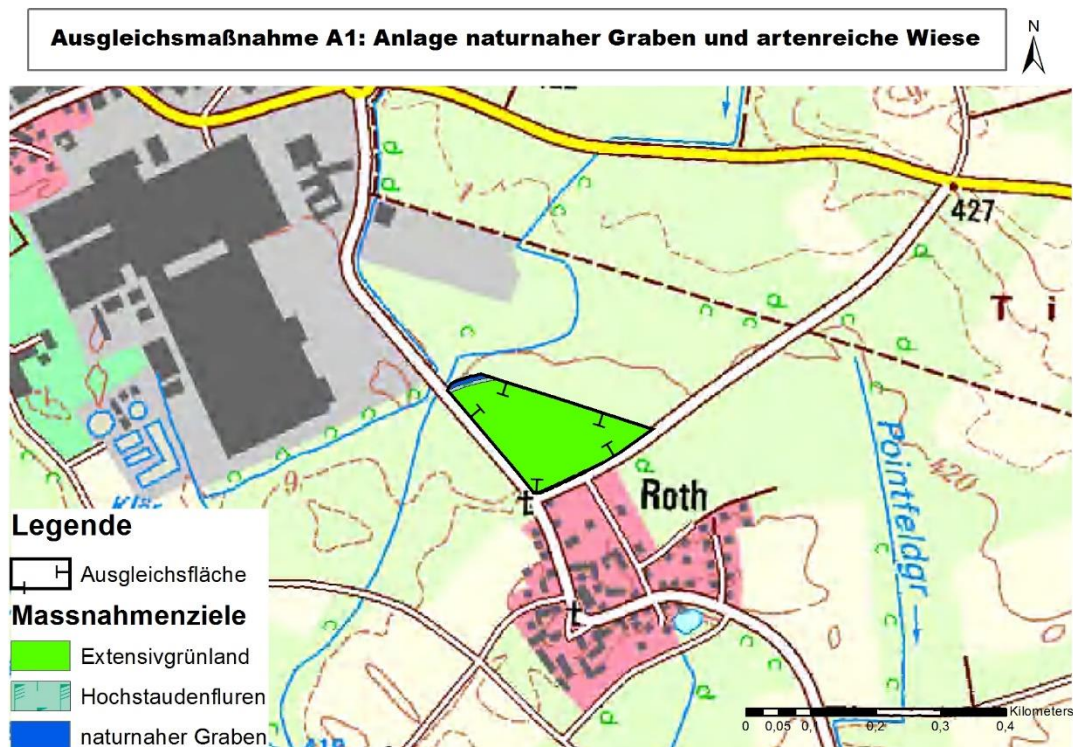 Ausgleichsmaßnahme A1: Anlage naturnaher Graben und artenreiche Wiese
N
427
T i
Pointfeldgr
420
Roth
Legende
Ausgleichsfläche
Massnahmenziele
Extensivgrünland
Hochstaudenfluren
naturnaher Graben
Kilometers
0 0,05 0,1 0,2 0,3 0,4